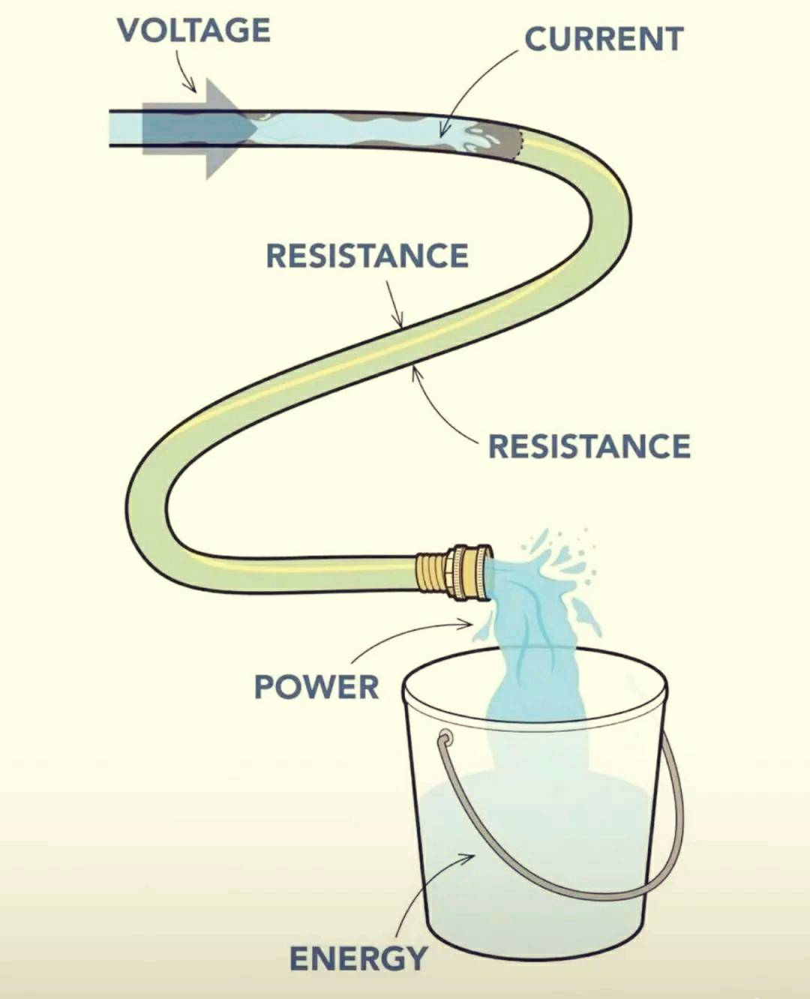 VOLTAGE
CURRENT
RESISTANCE
RESISTANCE
POWER
ENERGY